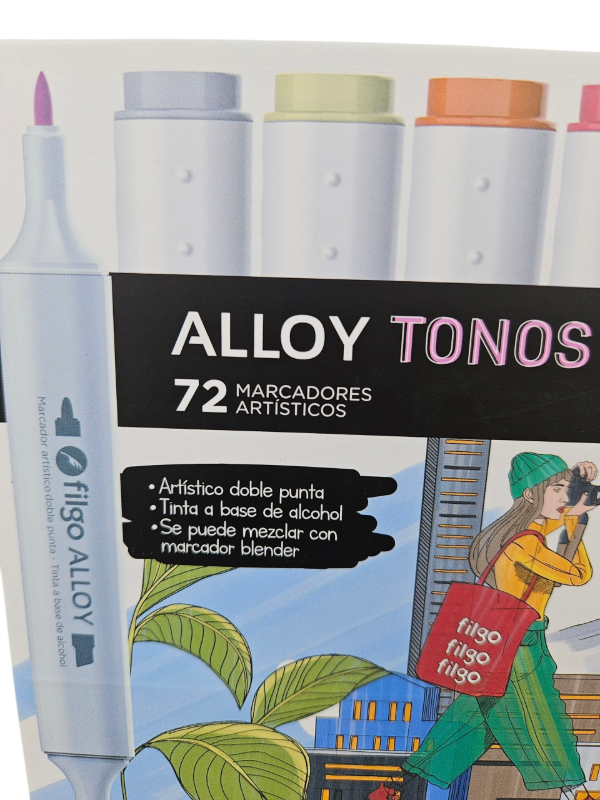 ALLOY TONOS
72 MARCADORES
ARTÍSTICOS
• Artístico doble punta
• Tinta a base de alcohol
• Se puede mezclar con
marcador blender
filgo ALLOY
Marcador artístico doble punta · Tinta a base de alcohol
filgo
filgo
filgo